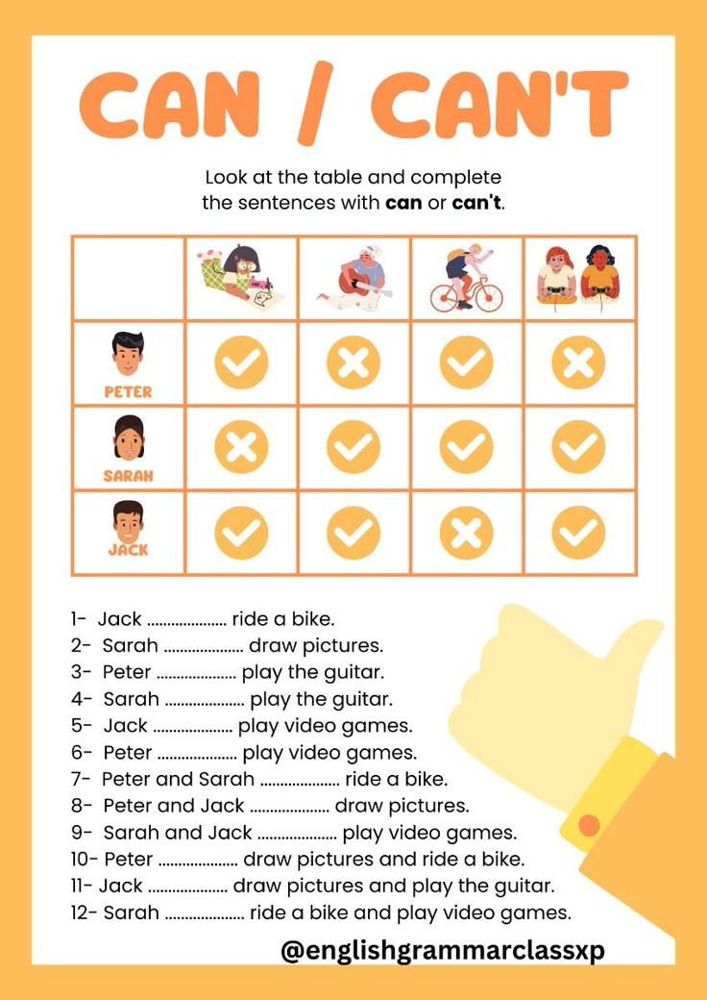 CAN / CAN'T
Look at the table and complete
the sentences with can or can't.
PETER
SARAH
JACK
1- Jack .................... ride a bike.
2- Sarah .................... draw pictures.
3- Peter .................... play the guitar.
4- Sarah .................... play the guitar.
5- Jack .................... play video games.
6- Peter .................... play video games.
7- Peter and Sarah .................... ride a bike.
8- Peter and Jack .................... draw pictures.
9- Sarah and Jack .................... play video games.
10- Peter .................... draw pictures and ride a bike.
11- Jack .................... draw pictures and play the guitar.
12- Sarah .................... ride a bike and play video games.
@englishgrammarclassxp